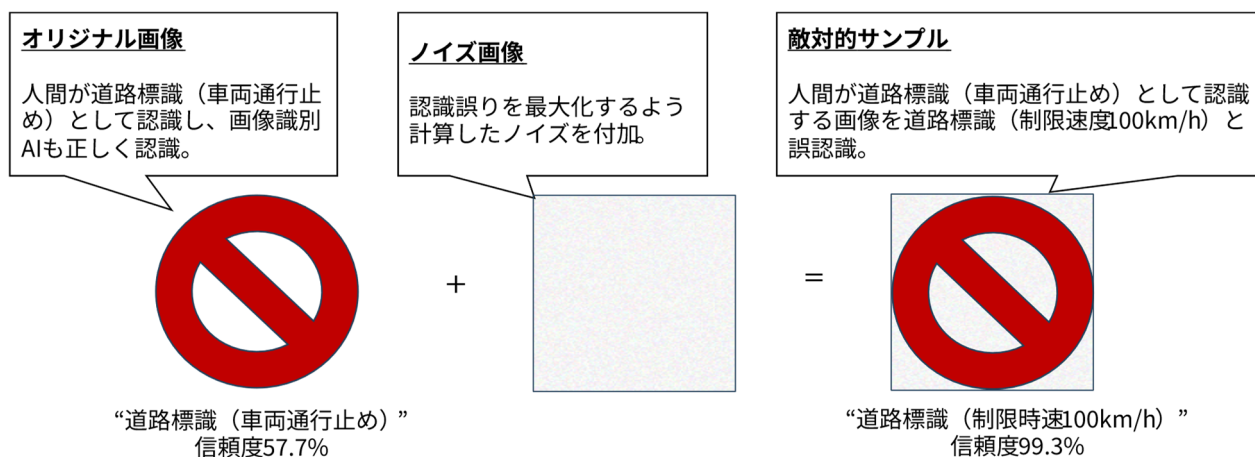 オリジナル画像
人間が道路標識（車両通行止
め）として認識し、画像識別
AIも正しく認識。
ノイズ画像
認識誤りを最大化するよう
計算したノイズを付加。
敵対的サンプル
人間が道路標識（車両通行止め）として認識
する画像を道路標識（制限速度100km/h）と
誤認識。
+
=
“道路標識（車両通行止め）”
信頼度57.7%
“道路標識（制限時速100km/h）”
信頼度99.3%